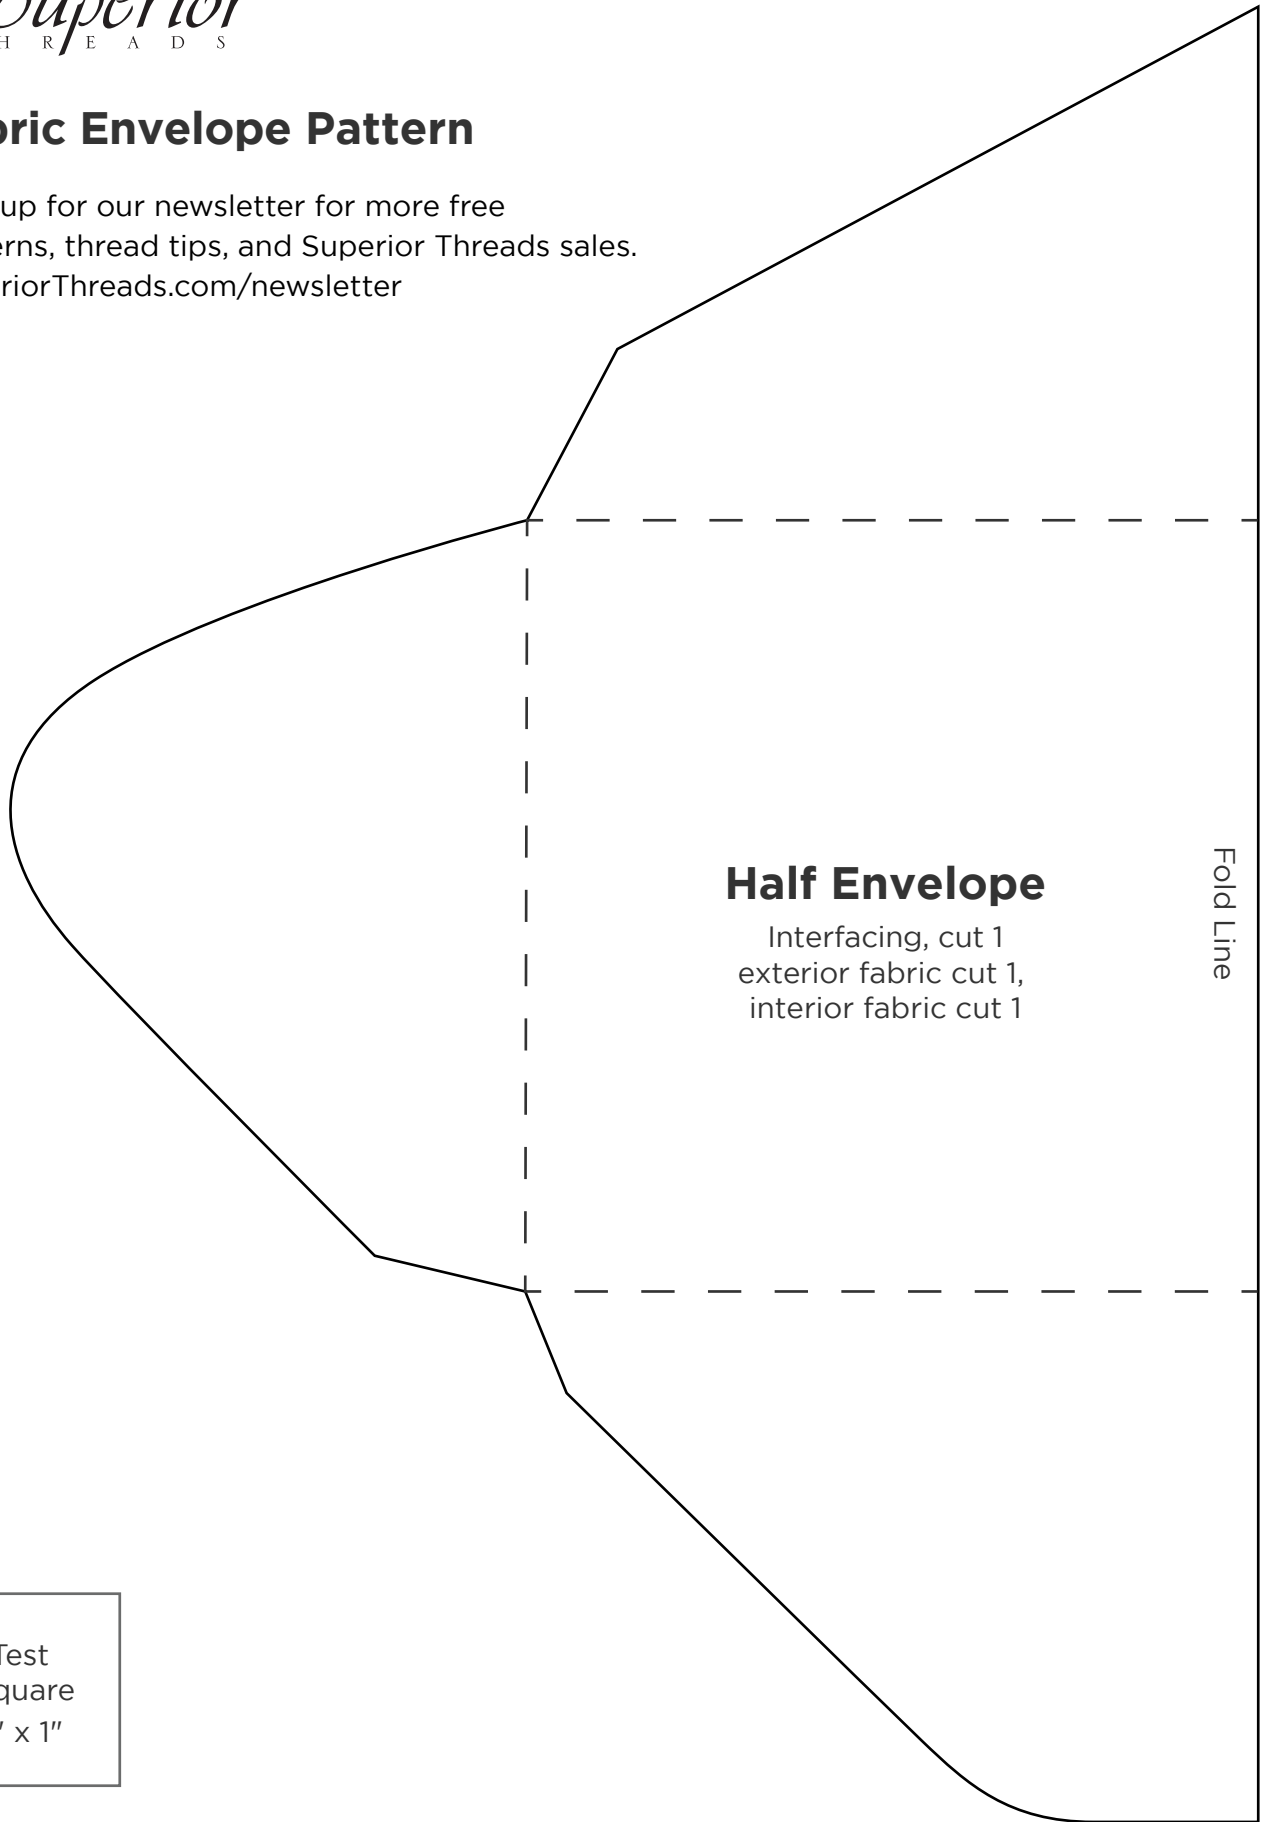 Superior
H R E A D S
bric Envelope Pattern
up for our newsletter for more free
erns, thread tips, and Superior Threads sales.
riorThreads.com/newsletter
Half Envelope
Interfacing, cut 1
exterior fabric cut 1,
interior fabric cut 1
Fold Line
Test
quare
" x 1"